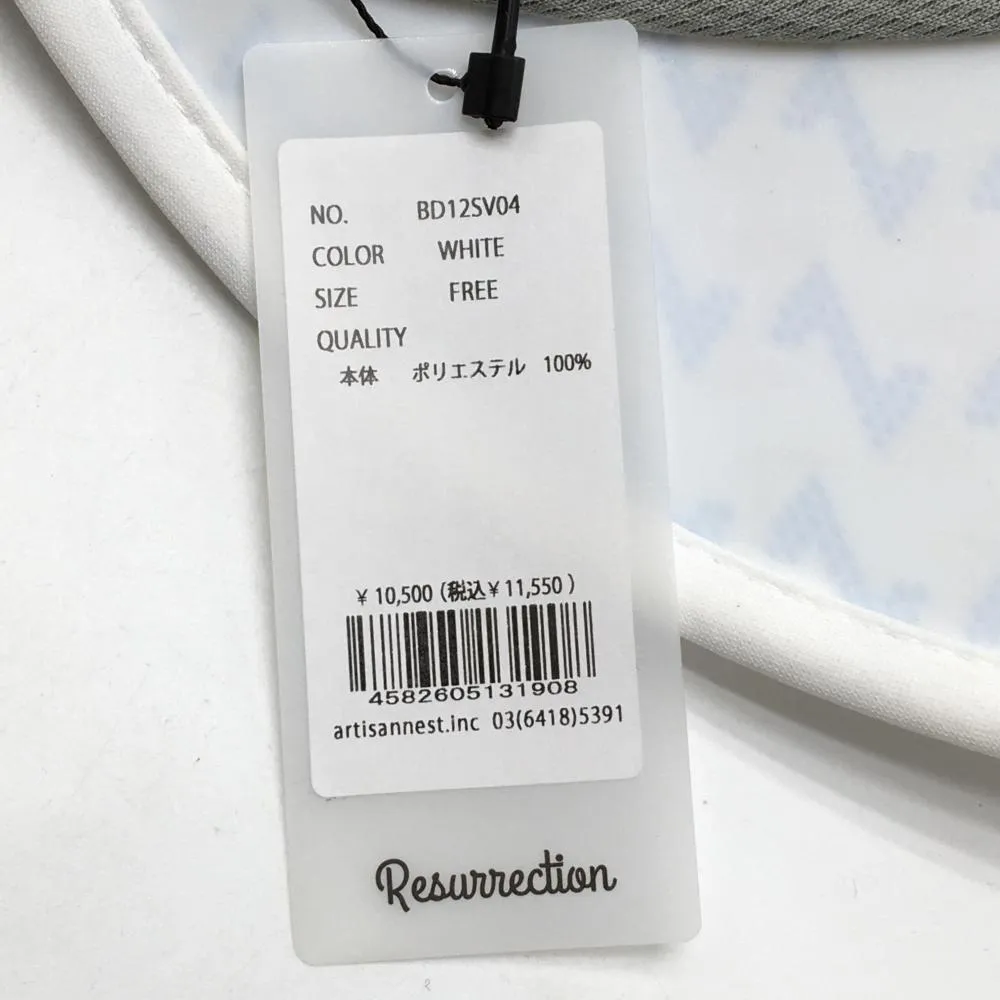 NO. BD12SV04
COLOR WHITE
SIZE FREE
QUALITY
本体 ポリエステル 100%
¥ 10,500 (税込¥ 11,550 )
4582605131908
artisannest.inc 03(6418)5391
Resurrection